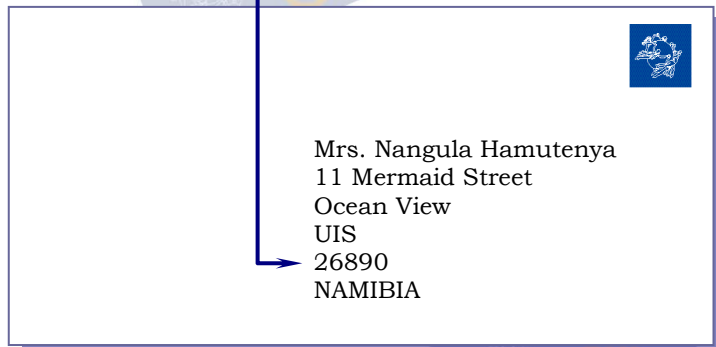 Mrs. Nangula Hamutenya
11 Mermaid Street
Ocean View
UIS
26890
NAMIBIA